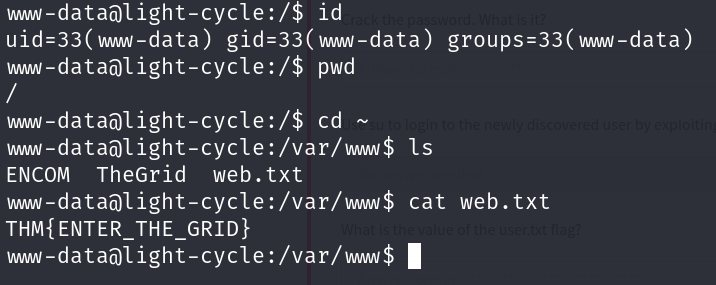 www-data@light-cycle:/$ id
Crack the password. What is it?
uid=33(www-data) gid=33(www-data) groups=33(www-data)
www-data@light-cycle:/$ pwd
/
www-data@light-cycle:/$ cd ~
Use su to login to the newly discovered user by exploiting
www-data@light-cycle:/var/www$ ls
ENCOM  TheGrid  web.txt
www-data@light-cycle:/var/www$ cat web.txt
THM{ENTER_THE_GRID}
What is the value of the user.txt flag?
www-data@light-cycle:/var/www$